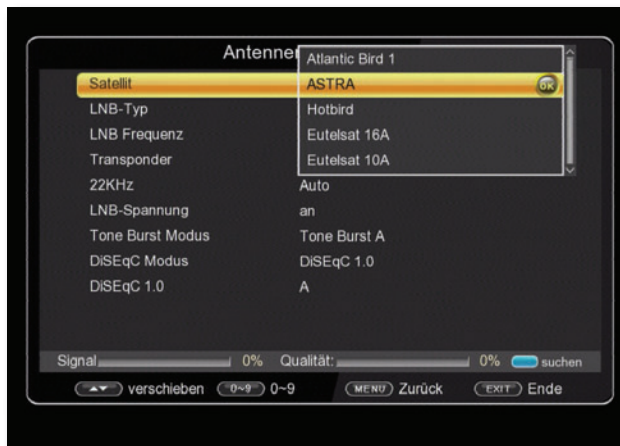 Antenne
Atlantic Bird 1
Satellit ASTRA OK
LNB-Typ Hotbird
LNB Frequenz Eutelsat 16A
Transponder Eutelsat 10A
22KHz Auto
LNB-Spannung an
Tone Burst Modus Tone Burst A
DiSEqC Modus DiSEqC 1.0
DiSEqC 1.0 A
Signal 0% Qualität: 0% suchen
verschieben 0~9 0~9 MENU Zurück EXIT Ende